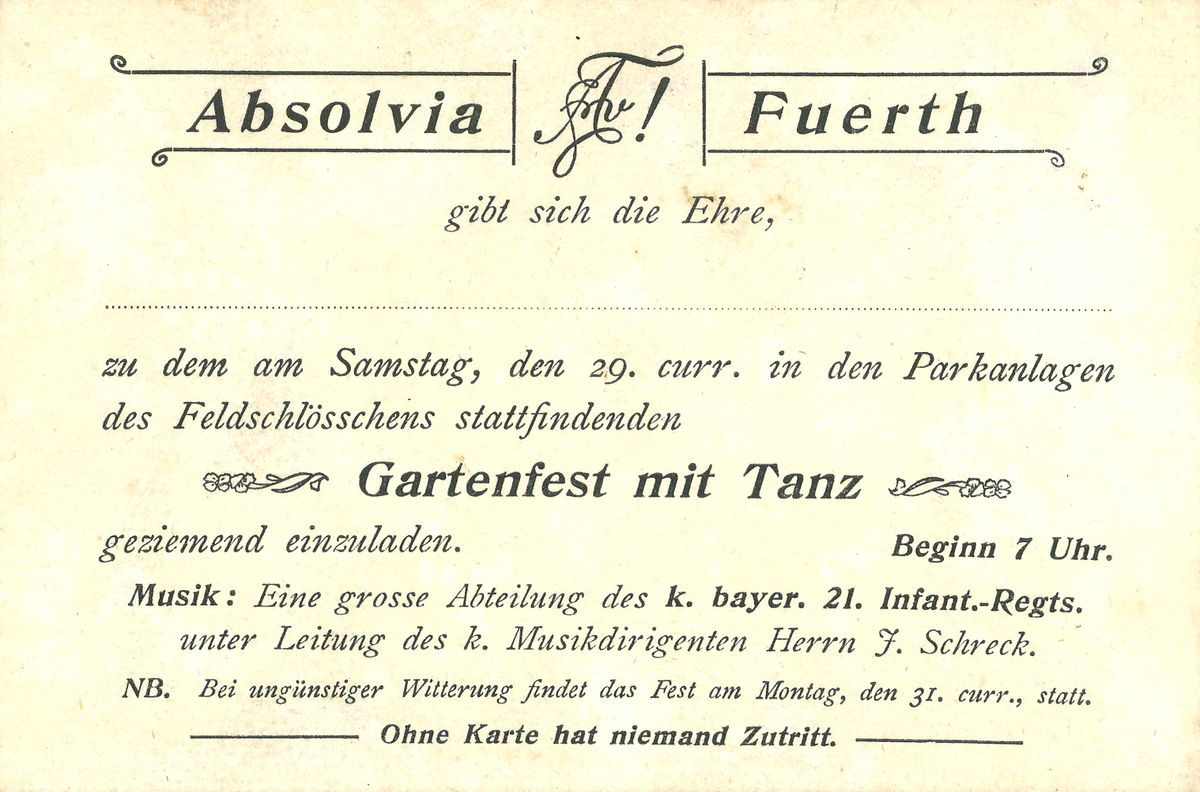 Absolvia Fuerth
gibt sich die Ehre,
zu dem am Samstag, den 29. curr. in den Parkanlagen
des Feldschlösschens stattfindenden
Gartenfest mit Tanz
geziemend einzuladen. Beginn 7 Uhr.
Musik: Eine grosse Abteilung des k. bayer. 21. Infant.-Regts.
unter Leitung des k. Musikdirigenten Herrn J. Schreck.
NB. Bei ungünstiger Witterung findet das Fest am Montag, den 31. curr., statt.
Ohne Karte hat niemand Zutritt.